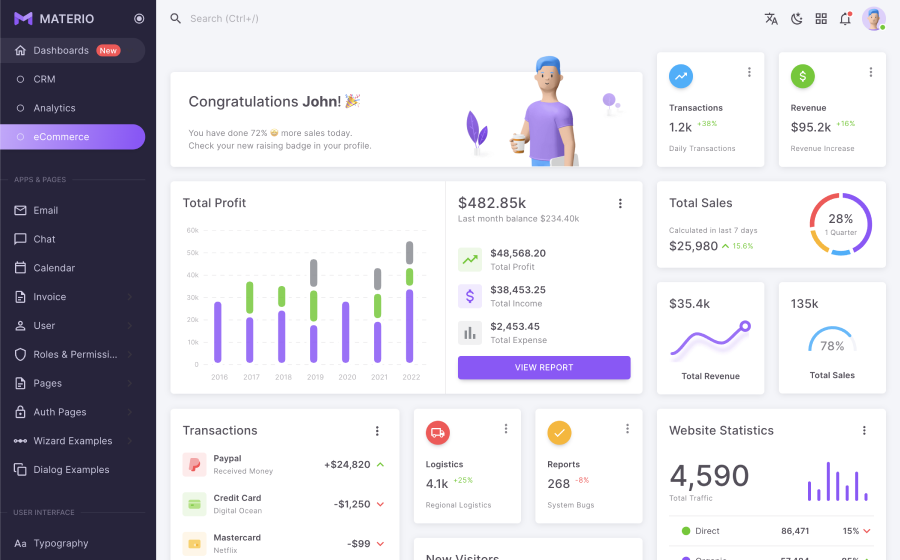 MATERIO
Dashboards
New
CRM
Analytics
eCommerce
APPS & PAGES
Email
Chat
Calendar
Invoice
User
Roles & Permissi...
Pages
Auth Pages
Wizard Examples
Dialog Examples
USER INTERFACE
Aa Typography
Search (Ctrl+/)
Congratulations John!
You have done 72% more sales today.
Check your new raising badge in your profile.
Transactions
1.2k +38%
Daily Transactions
Revenue
$95.2k +16%
Revenue Increase
Total Profit
60k
50k
40k
30k
20k
10k
0
2016 2017 2018 2019 2020 2021 2022
$482.85k
Last month balance $234.40k
$48,568.20
Total Profit
$38,453.25
Total Income
$2,453.45
Total Expense
VIEW REPORT
Total Sales
Calculated in last 7 days
$25,980 15.6%
28%
1 Quarter
$35.4k
Total Revenue
135k
78%
Total Sales
Transactions
Paypal
Received Money
+$24,820
Credit Card
Digital Ocean
-$1,250
Mastercard
Netflix
-$99
Logistics
4.1k +25%
Regional Logistics
Reports
268 -8%
System Bugs
New Visitors
Website Statistics
4,590
Total Traffic
Direct 86,471 15%